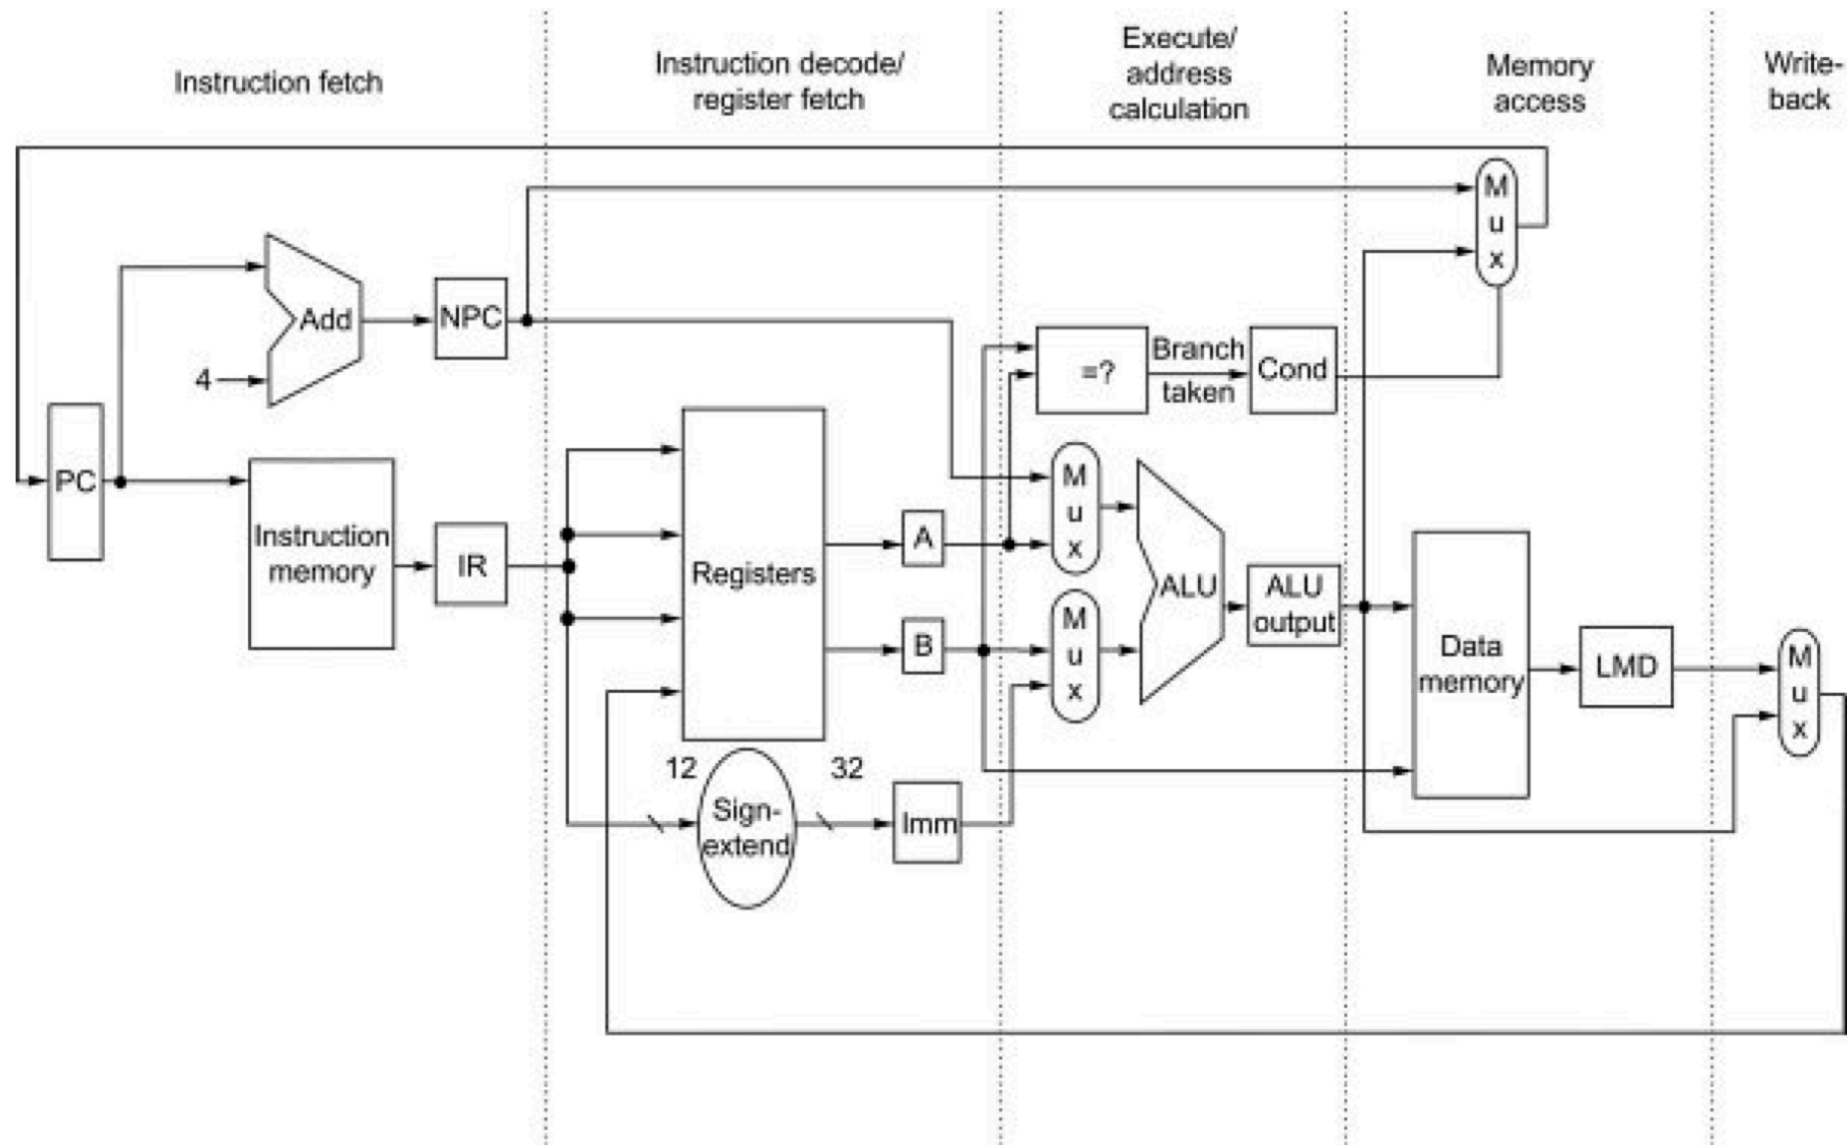 Instruction fetch
Instruction decode/
register fetch
Execute/
address
calculation
Memory
access
Write-
back
M
u
x
Add
NPC
4
=?
Branch
taken
Cond
PC
Instruction
memory
IR
Registers
A
B
M
u
x
M
u
x
ALU
ALU
output
Data
memory
LMD
M
u
x
12
32
Sign-
extend
Imm